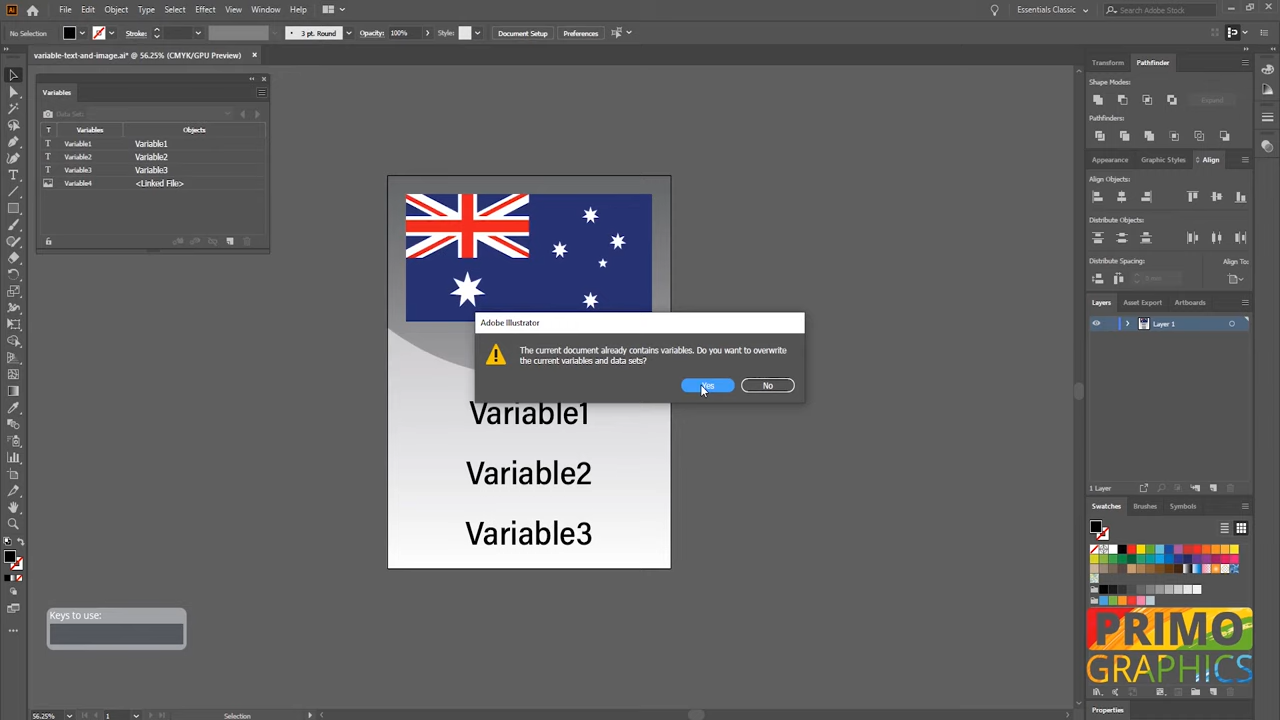 Ai File Edit Object Type Select Effect View Window Help Essentials Classic Search Adobe Stock
No Selection Stroke: 3 pt. Round Opacity: 100% Style: Document Setup Preferences
variable-text-and-image.ai* @ 56.25% (CMYK/GPU Preview) ×
Variables
Data Set:
T Variables Objects
T Variable1 Variable1
T Variable2 Variable2
T Variable3 Variable3
Variable4 <Linked File>
Adobe Illustrator
The current document already contains variables. Do you want to overwrite
the current variables and data sets?
Yes No
Variable1
Variable2
Variable3
Keys to use:
Transform Pathfinder
Shape Modes:
Expand
Pathfinders:
Appearance Graphic Styles Align
Align Objects:
Distribute Objects:
Distribute Spacing: Align To:
Layers Asset Export Artboards
Layer 1
1 Layer
Swatches Brushes Symbols
PRIMO
GRAPHICS
Properties
56.25% 1 Selection